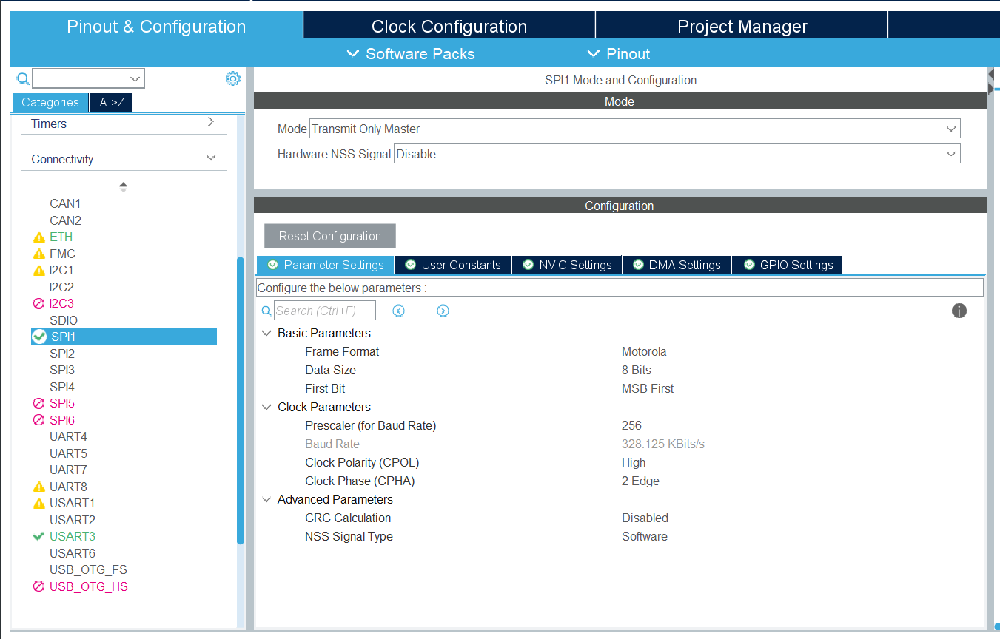 Pinout & Configuration
Clock Configuration
Project Manager
Software Packs
Pinout
Categories
A->Z
Timers
Connectivity
CAN1
CAN2
ETH
FMC
I2C1
I2C2
I2C3
SDIO
SPI1
SPI2
SPI3
SPI4
SPI5
SPI6
UART4
UART5
UART7
UART8
USART1
USART2
USART3
USART6
USB_OTG_FS
USB_OTG_HS
SPI1 Mode and Configuration
Mode
Mode Transmit Only Master
Hardware NSS Signal Disable
Configuration
Reset Configuration
Parameter Settings
User Constants
NVIC Settings
DMA Settings
GPIO Settings
Configure the below parameters :
Search (Ctrl+F)
Basic Parameters
Frame Format Motorola
Data Size 8 Bits
First Bit MSB First
Clock Parameters
Prescaler (for Baud Rate) 256
Baud Rate 328.125 KBits/s
Clock Polarity (CPOL) High
Clock Phase (CPHA) 2 Edge
Advanced Parameters
CRC Calculation Disabled
NSS Signal Type Software